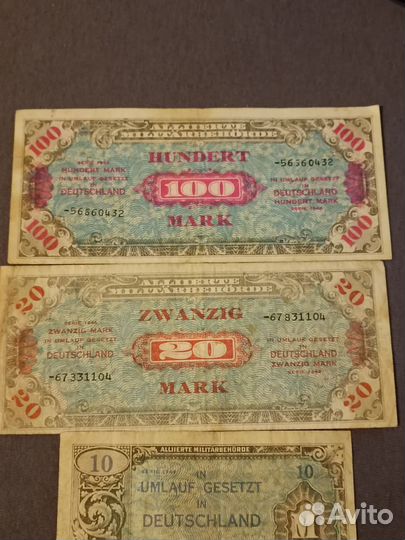 ALLIIERTE
MILITÄRBEHÖRDE
100
100
HUNDERT
SERIE 1944
HUNDERT MARK
IN UMLAUF GESETZT
IN
DEUTSCHLAND
-56560432
100
-56560432
IN UMLAUF GESETZT
IN
DEUTSCHLAND
HUNDERT MARK
SERIE 1944
MARK
100
100
ALLIIERTE
MILITÄRBEHÖRDE
20
20
ZWANZIG
SERIE 1944
ZWANZIG MARK
IN UMLAUF GESETZT
IN
DEUTSCHLAND
-67331104
20
-67331104
IN UMLAUF GESETZT
IN
DEUTSCHLAND
ZWANZIG MARK
SERIE 1944
MARK
20
20
ALLIIERTE MILITÄRBEHÖRDE
10
SERIE 1944
IN
10
UMLAUF GESETZT
IN
DEUTSCHLAND
M
Avito